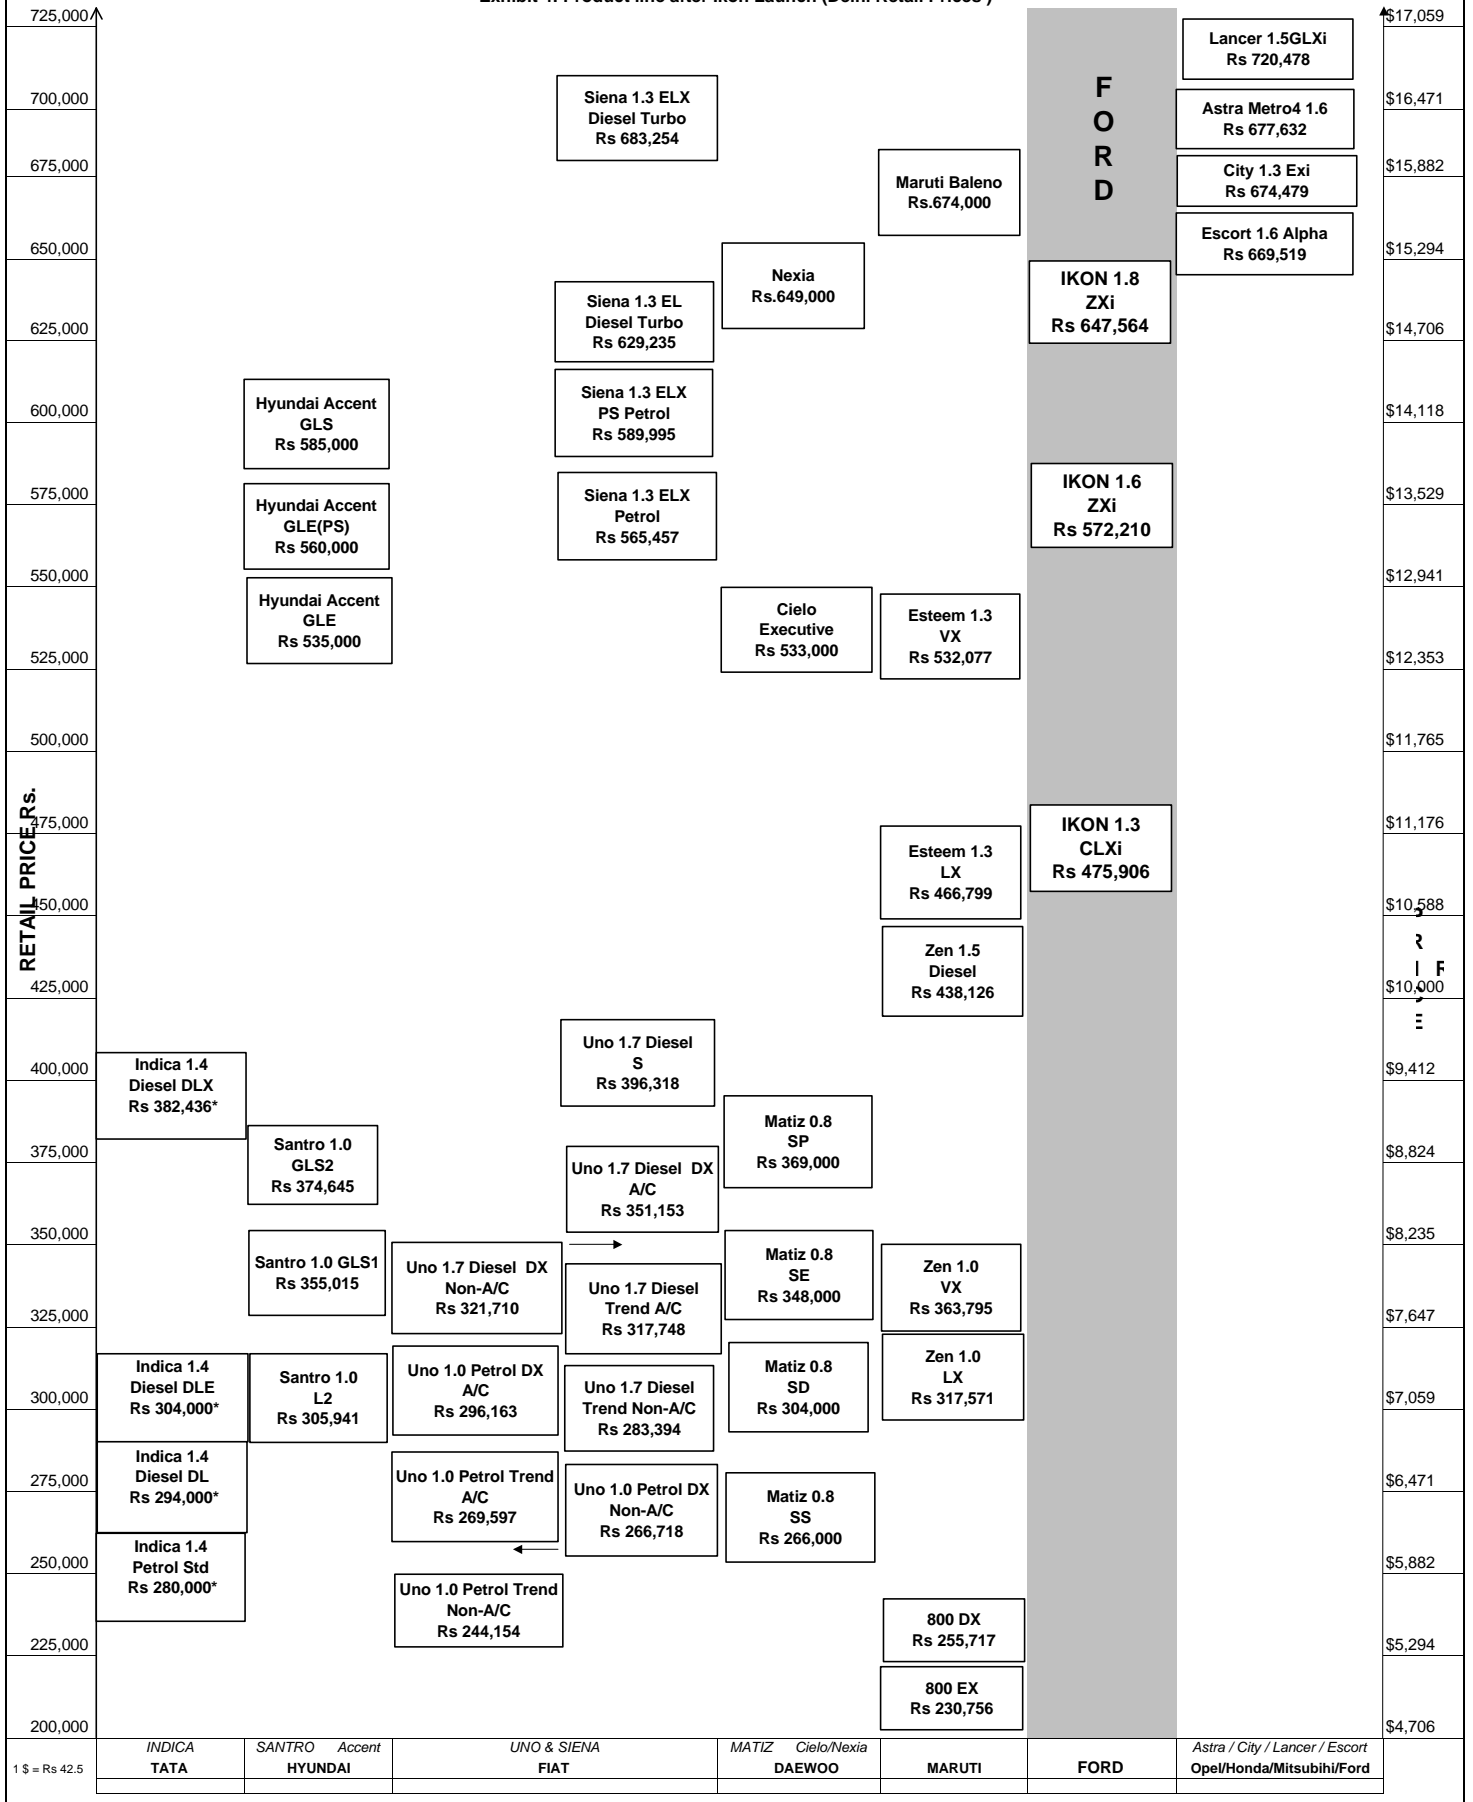 Exhibit 4: Product line after Ikon Launch (Delhi Retail Prices )
725,000
700,000
675,000
650,000
625,000
600,000
575,000
550,000
525,000
500,000
475,000
450,000
425,000
400,000
375,000
350,000
325,000
300,000
275,000
250,000
225,000
200,000
RETAIL PRICE Rs.
Indica 1.4
Diesel DLX
Rs 382,436*
Indica 1.4
Diesel DLE
Rs 304,000*
Indica 1.4
Diesel DL
Rs 294,000*
Indica 1.4
Petrol Std
Rs 280,000*
Hyundai Accent
GLS
Rs 585,000
Hyundai Accent
GLE(PS)
Rs 560,000
Hyundai Accent
GLE
Rs 535,000
Santro 1.0
GLS2
Rs 374,645
Santro 1.0 GLS1
Rs 355,015
Santro 1.0
L2
Rs 305,941
Siena 1.3 ELX
Diesel Turbo
Rs 683,254
Siena 1.3 EL
Diesel Turbo
Rs 629,235
Siena 1.3 ELX
PS Petrol
Rs 589,995
Siena 1.3 ELX
Petrol
Rs 565,457
Uno 1.7 Diesel
S
Rs 396,318
Uno 1.7 Diesel DX
A/C
Rs 351,153
Uno 1.7 Diesel DX
Non-A/C
Rs 321,710
Uno 1.7 Diesel
Trend A/C
Rs 317,748
Uno 1.0 Petrol DX
A/C
Rs 296,163
Uno 1.7 Diesel
Trend Non-A/C
Rs 283,394
Uno 1.0 Petrol Trend
A/C
Rs 269,597
Uno 1.0 Petrol DX
Non-A/C
Rs 266,718
Uno 1.0 Petrol Trend
Non-A/C
Rs 244,154
Nexia
Rs.649,000
Cielo
Executive
Rs 533,000
Matiz 0.8
SP
Rs 369,000
Matiz 0.8
SE
Rs 348,000
Matiz 0.8
SD
Rs 304,000
Matiz 0.8
SS
Rs 266,000
Maruti Baleno
Rs.674,000
Esteem 1.3
VX
Rs 532,077
Esteem 1.3
LX
Rs 466,799
Zen 1.5
Diesel
Rs 438,126
Zen 1.0
VX
Rs 363,795
Zen 1.0
LX
Rs 317,571
800 DX
Rs 255,717
800 EX
Rs 230,756
F
O
R
D
IKON 1.8
ZXi
Rs 647,564
IKON 1.6
ZXi
Rs 572,210
IKON 1.3
CLXi
Rs 475,906
Lancer 1.5GLXi
Rs 720,478
Astra Metro4 1.6
Rs 677,632
City 1.3 Exi
Rs 674,479
Escort 1.6 Alpha
Rs 669,519
$17,059
$16,471
$15,882
$15,294
$14,706
$14,118
$13,529
$12,941
$12,353
$11,765
$11,176
$10,588
$10,000
$9,412
$8,824
$8,235
$7,647
$7,059
$6,471
$5,882
$5,294
$4,706
1 $ = Rs 42.5
INDICA
TATA
SANTRO Accent
HYUNDAI
UNO & SIENA
FIAT
MATIZ Cielo/Nexia
DAEWOO
MARUTI
FORD
Astra / City / Lancer / Escort
Opel/Honda/Mitsubihi/Ford